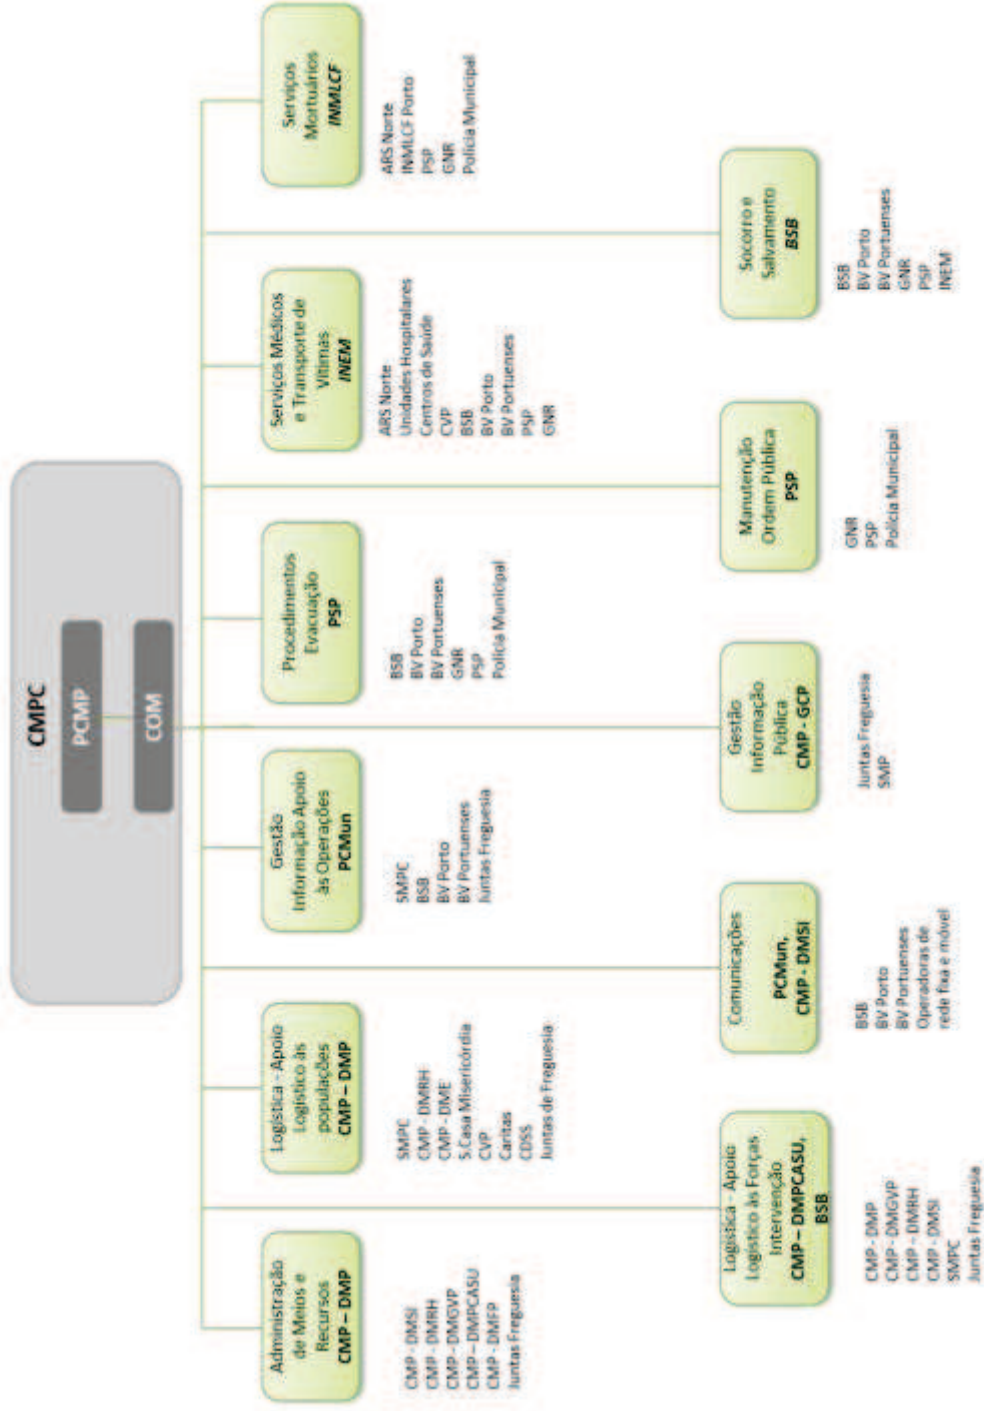 CMPC
PCMP
COM
Administração
de Meios e
Recursos
CMP – DMP
CMP - DMSI
CMP - DMRH
CMP – DMGVP
CMP – DMPCASU
CMP - DMFP
Juntas Freguesia
Logística - Apoio
Logístico às
populações
CMP – DMP
SMPC
CMP - DMRH
CMP - DME
S.Casa Misericórdia
CVP
Caritas
CDSS
Juntas de Freguesia
Gestão
Informação Apoio
às Operações
PCMun
SMPC
BSB
BV Porto
BV Portuenses
Juntas Freguesia
Procedimentos
Evacuação
PSP
BSB
BV Porto
BV Portuenses
GNR
PSP
Polícia Municipal
Serviços Médicos
e Transporte de
Vítimas
INEM
ARS Norte
Unidades Hospitalares
Centros de Saúde
CVP
BSB
BV Porto
BV Portuenses
PSP
GNR
Serviços
Mortuários
INMLCF
ARS Norte
INMLCF Porto
PSP
GNR
Polícia Municipal
Logística - Apoio
Logístico às Forças
Intervenção
CMP – DMPCASU,
BSB
CMP - DMP
CMP - DMGVP
CMP – DMRH
CMP - DMSI
SMPC
Juntas Freguesia
Comunicações
PCMun,
CMP - DMSI
BSB
BV Porto
BV Portuenses
Operadoras de
rede fixa e móvel
Gestão
Informação
Pública
CMP - GCP
Juntas Freguesia
SMP
Manutenção
Ordem Pública
PSP
GNR
PSP
Polícia Municipal
Socorro e
Salvamento
BSB
BSB
BV Porto
BV Portuenses
GNR
PSP
INEM